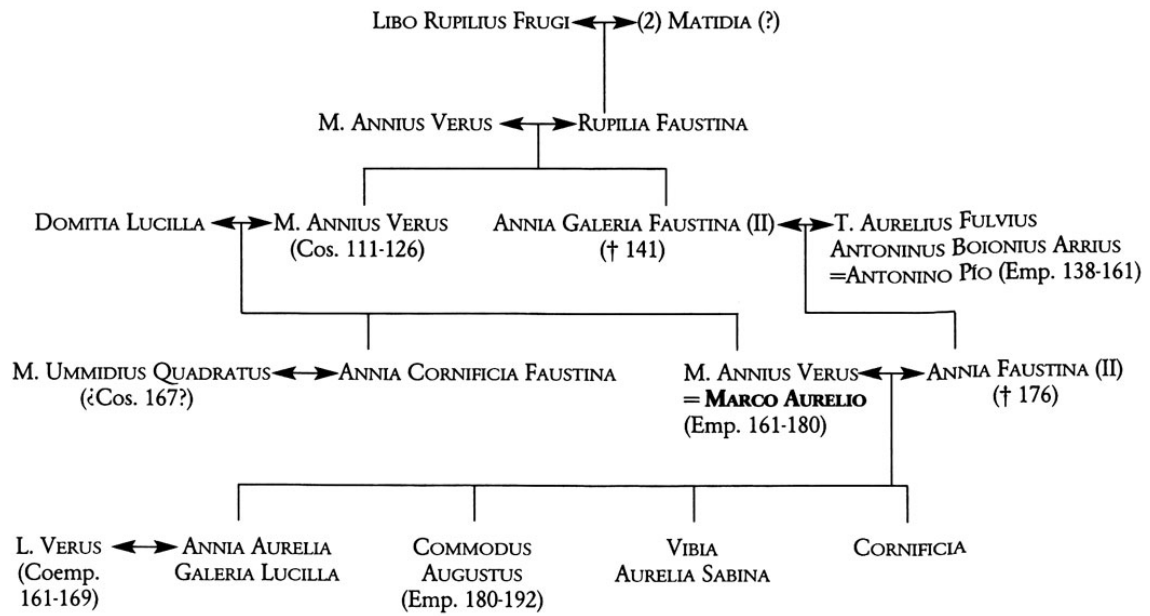 LIBO RUPILIUS FRUGI (2) MATIDIA (?)
M. ANNIUS VERUS RUPILIA FAUSTINA
DOMITIA LUCILLA M. ANNIUS VERUS ANNIA GALERIA FAUSTINA (II) T. AURELIUS FULVIUS
(Cos. 111-126) († 141) ANTONINUS BOIONIUS ARRIUS
=ANTONINO PÍO (Emp. 138-161)
M. UMMIDIUS QUADRATUS ANNIA CORNIFICIA FAUSTINA M. ANNIUS VERUS ANNIA FAUSTINA (II)
(¿Cos. 167?) = MARCO AURELIO († 176)
(Emp. 161-180)
L. VERUS ANNIA AURELIA COMMODUS VIBIA CORNIFICIA
(Coemp. GALERIA LUCILLA AUGUSTUS AURELIA SABINA
161-169) (Emp. 180-192)